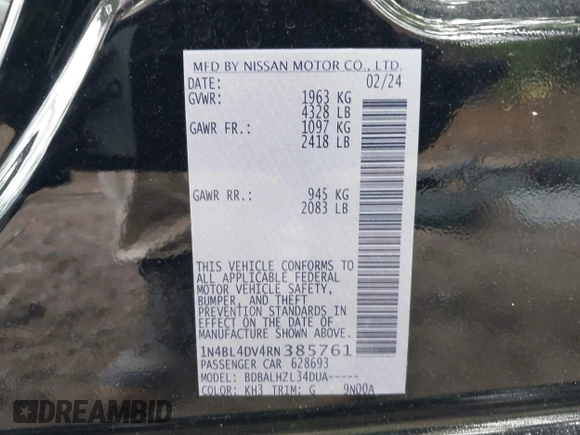 MFD BY NISSAN MOTOR CO., LTD.
DATE: 02/24
GVWR: 1963 KG
4328 LB
GAWR FR.: 1097 KG
2418 LB
GAWR RR.: 945 KG
2083 LB
THIS VEHICLE CONFORMS TO
ALL APPLICABLE FEDERAL
MOTOR VEHICLE SAFETY,
BUMPER, AND THEFT
PREVENTION STANDARDS IN
EFFECT ON THE DATE OF
MANUFACTURE SHOWN ABOVE.
1N4BL4DV4RN385761
PASSENGER CAR 628693
MODEL: BDBALHZL34DUA-----
COLOR: KH3 TRIM: G 9N00A
DREAMBID